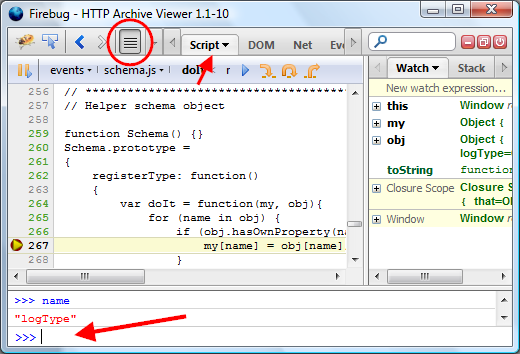 Firebug - HTTP Archive Viewer 1.1-10
Script DOM Net
events schema.js doIt r
256 // ***********************************
257 // Helper schema object
258
259 function Schema() {}
260 Schema.prototype =
261 {
262 registerType: function()
263 {
264 var doIt = function(my, obj){
265 for (name in obj) {
266 if (obj.hasOwnProperty(na
267 my[name] = obj[name]
268 }
Watch Stack
New watch expression...
this Window
my Object {
obj Object {
logType=
toString function
Closure Scope Closure S
{ that=Ob
Window Window
>>> name
"logType"
>>>